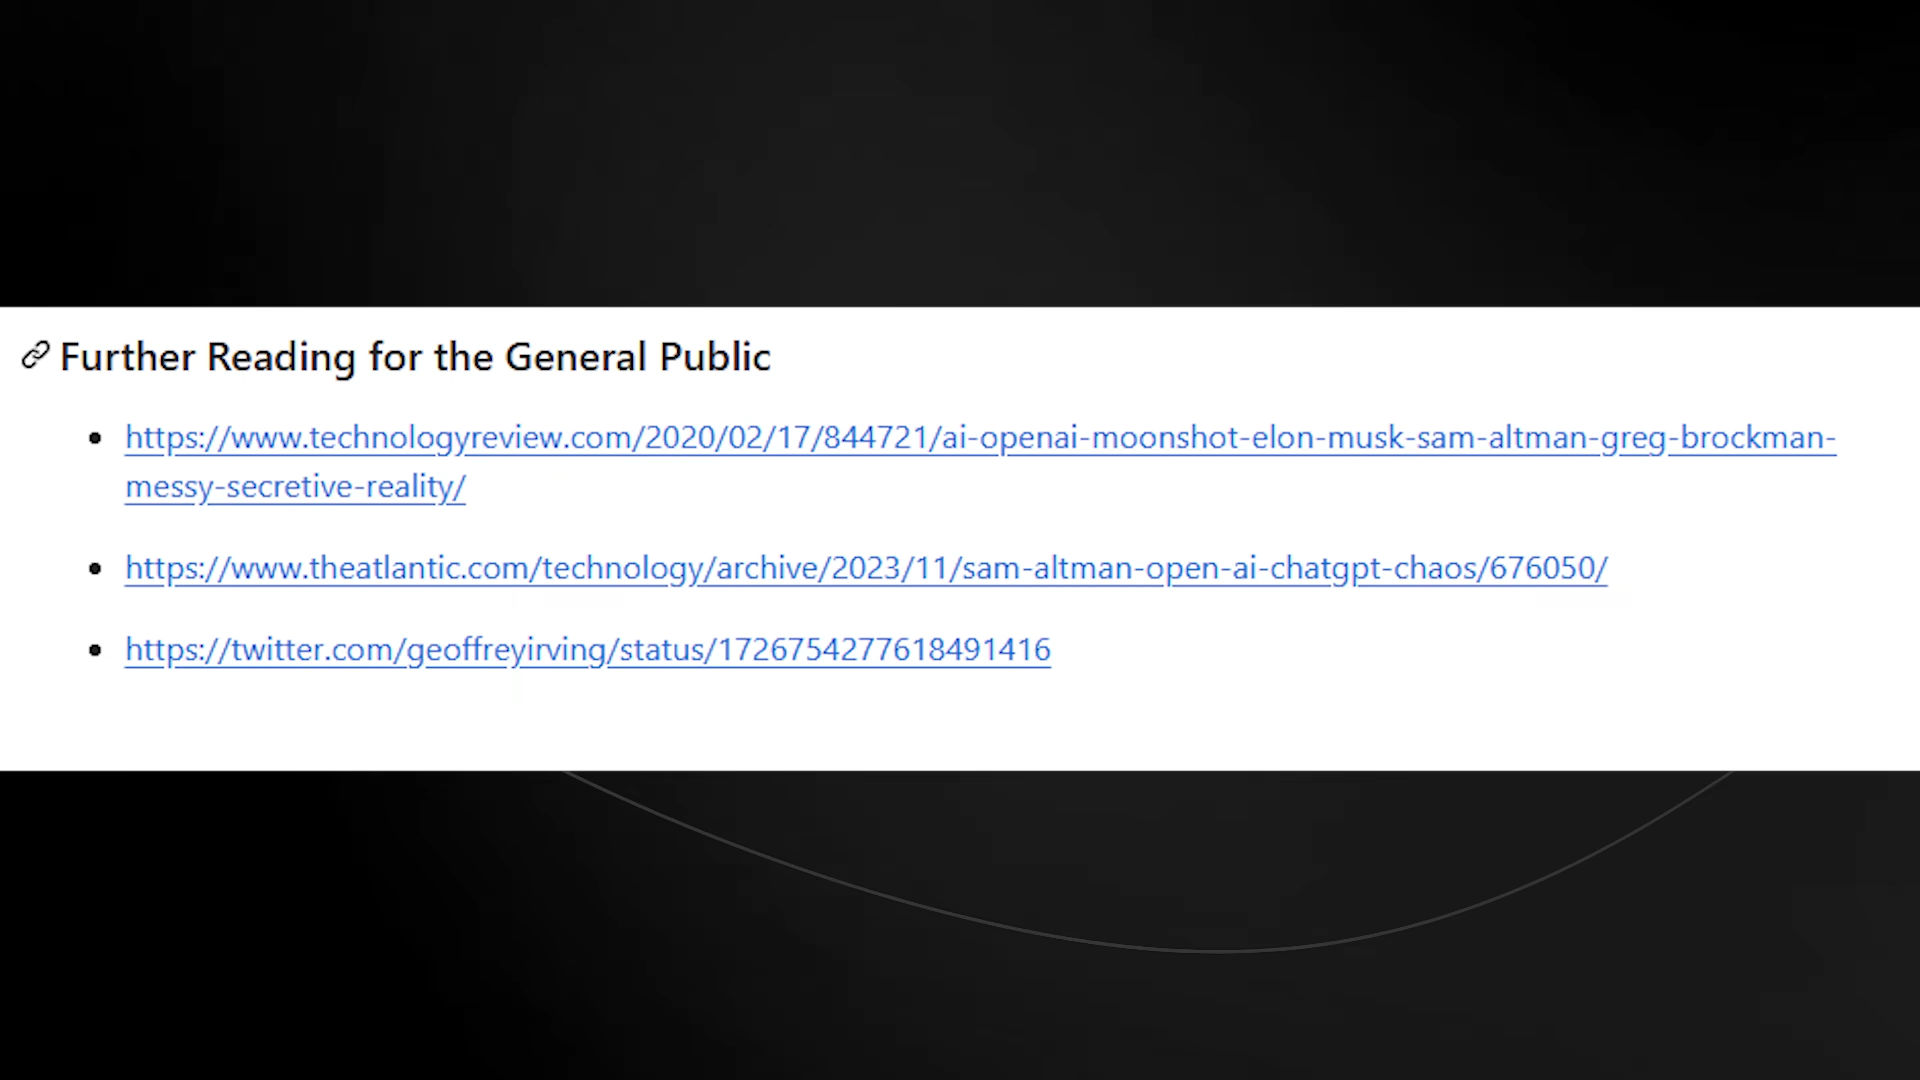 Further Reading for the General Public
https://www.technologyreview.com/2020/02/17/844721/ai-openai-moonshot-elon-musk-sam-altman-greg-brockman-
messy-secretive-reality/
https://www.theatlantic.com/technology/archive/2023/11/sam-altman-open-ai-chatgpt-chaos/676050/
https://twitter.com/geoffreyirving/status/1726754277618491416